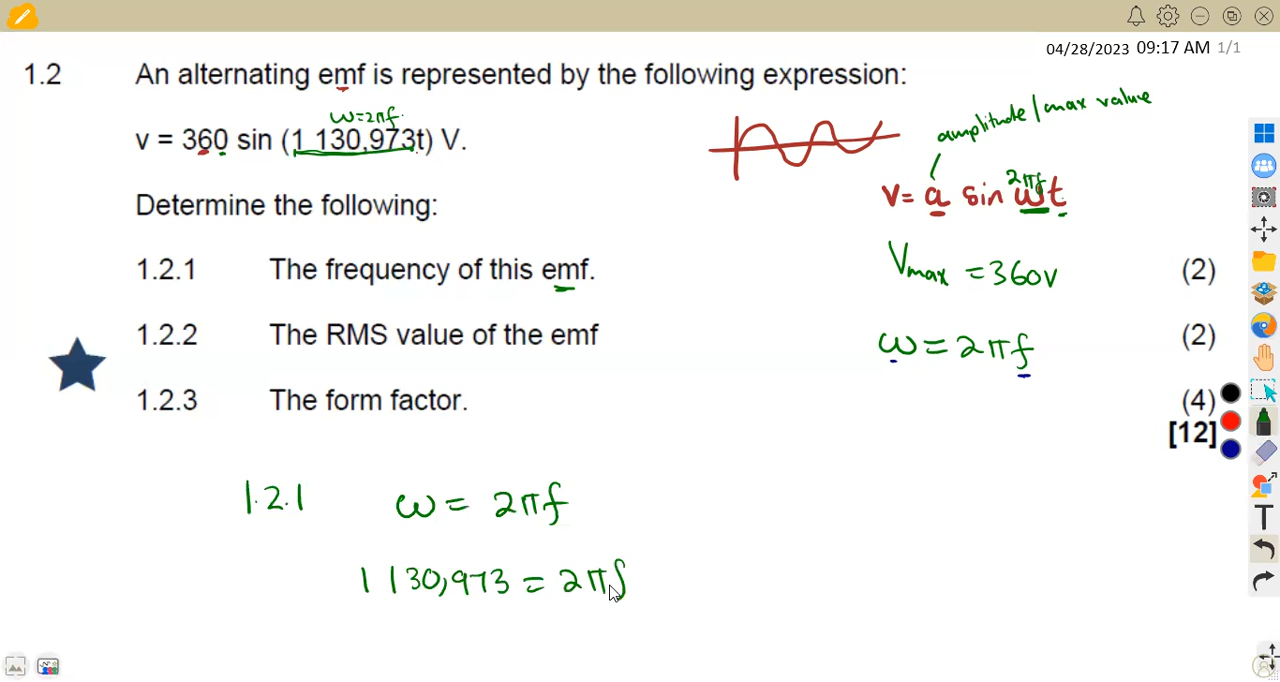 04/28/2023 09:17 AM 1/1
1.2 An alternating emf is represented by the following expression:
amplitude/max value
ω=2πf
v = 360 sin (1 130,973t) V.
2πf
v= a sin ωt
Determine the following:
1.2.1 The frequency of this emf. (2)
Vmax = 360v
1.2.2 The RMS value of the emf (2)
ω = 2πf
1.2.3 The form factor. (4)
[12]
1.2.1 ω = 2πf
1 130,973 = 2πf
T